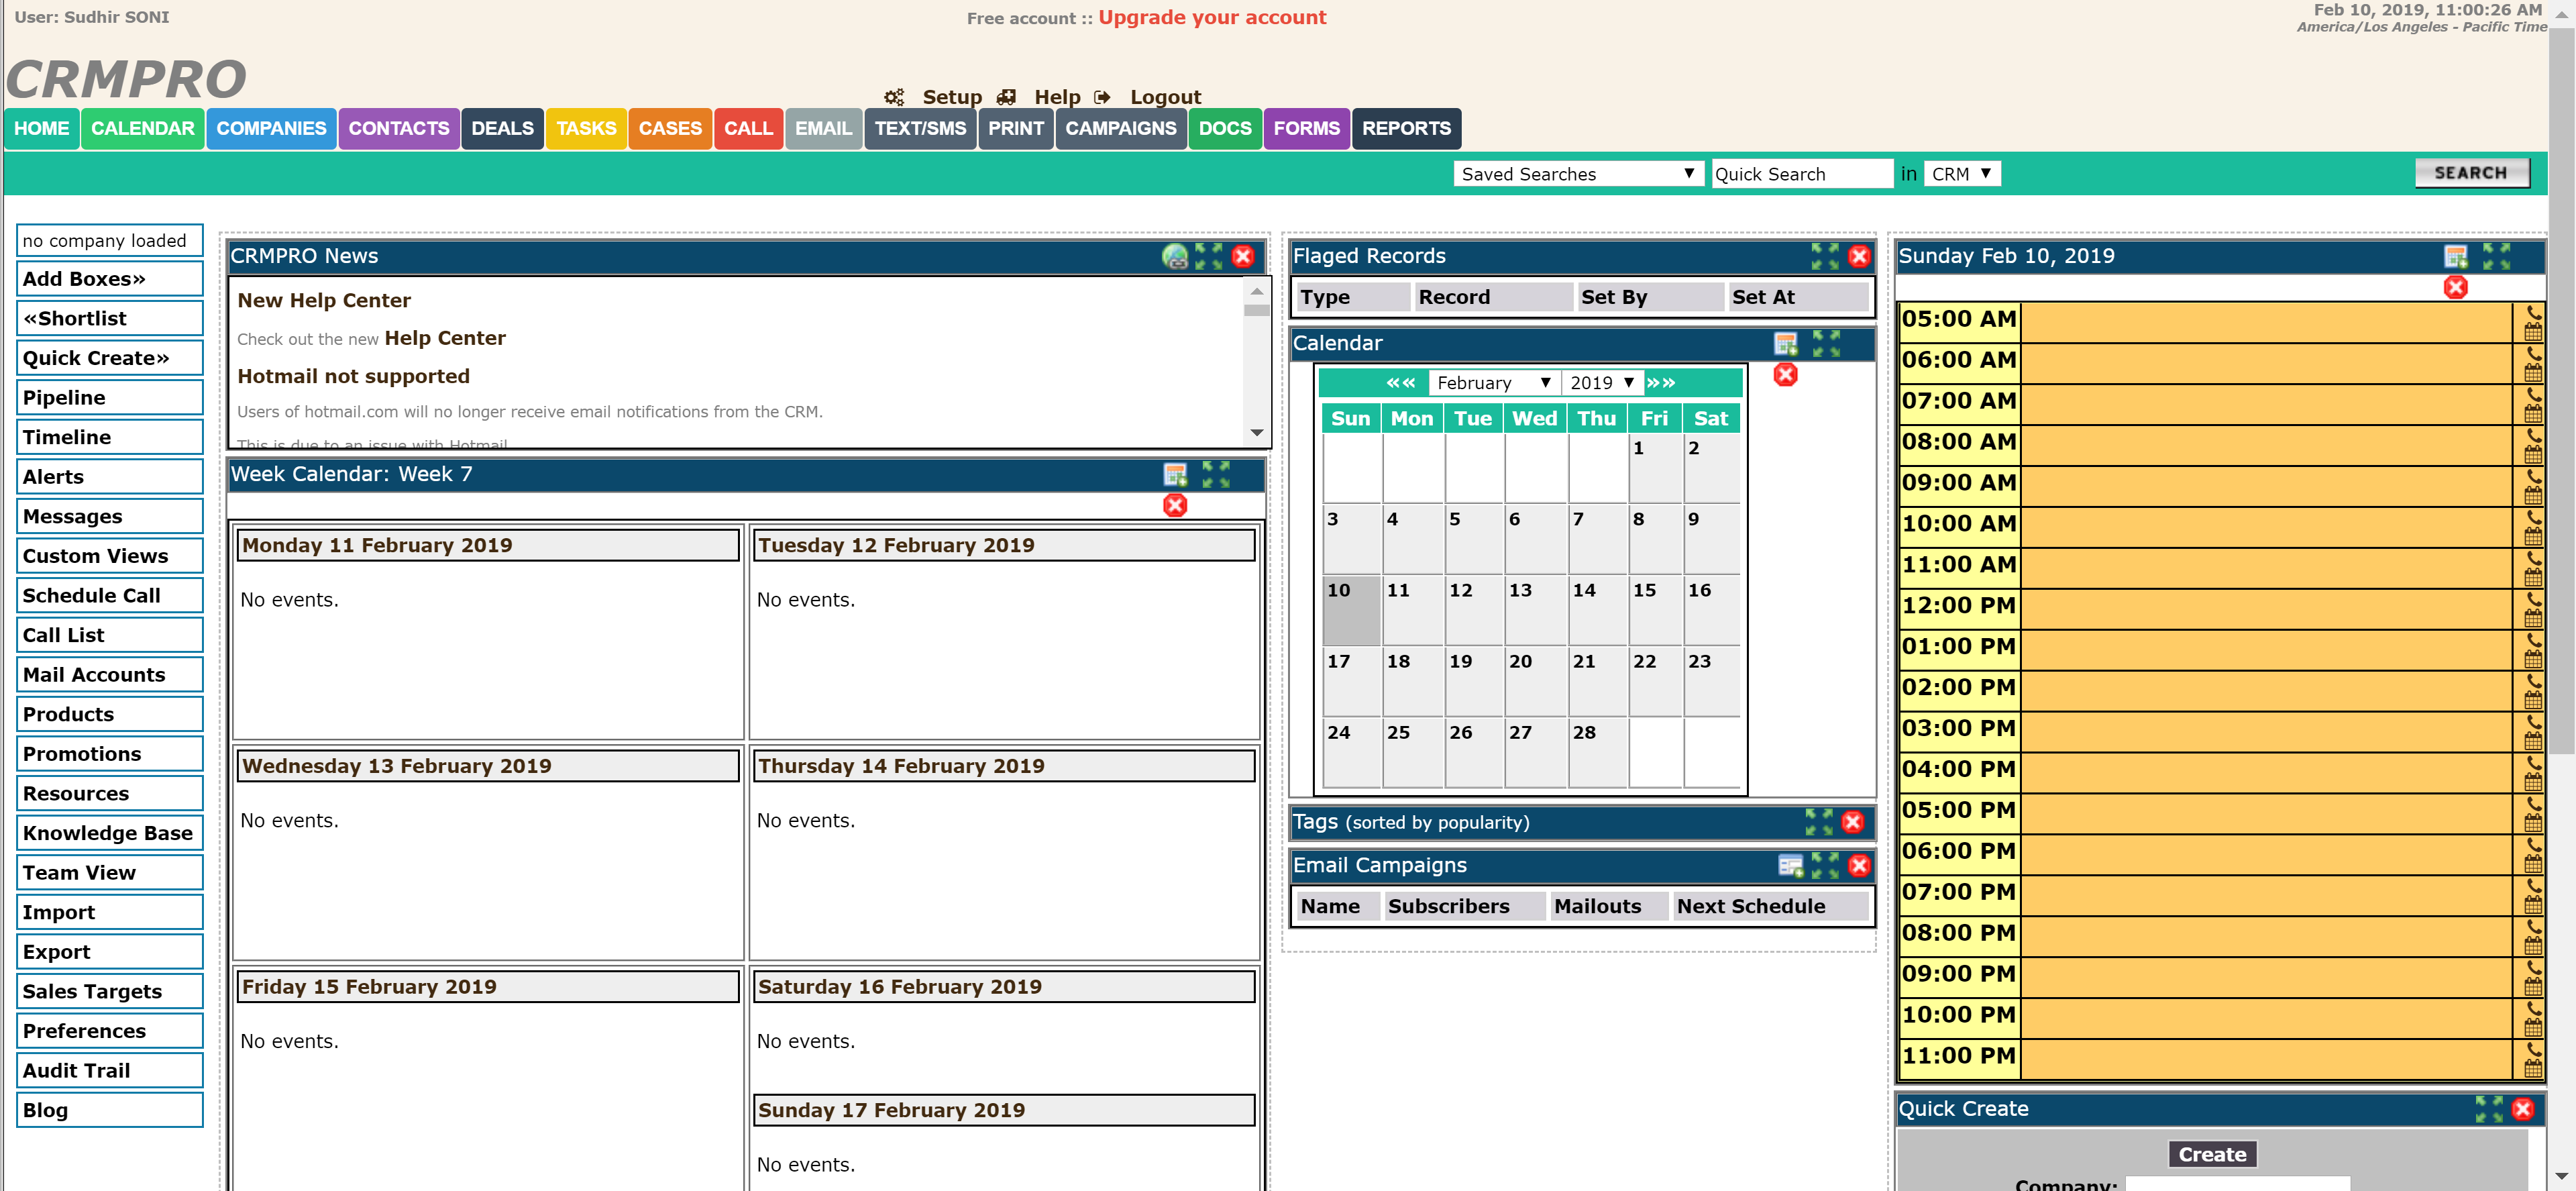 User: Sudhir SONI
Free account :: Upgrade your account
Feb 10, 2019, 11:00:26 AM
America/Los Angeles - Pacific Time
CRMPRO
Setup Help Logout
HOME CALENDAR COMPANIES CONTACTS DEALS TASKS CASES CALL EMAIL TEXT/SMS PRINT CAMPAIGNS DOCS FORMS REPORTS
Saved Searches ▼ Quick Search in CRM ▼ SEARCH
no company loaded
Add Boxes»
«Shortlist
Quick Create»
Pipeline
Timeline
Alerts
Messages
Custom Views
Schedule Call
Call List
Mail Accounts
Products
Promotions
Resources
Knowledge Base
Team View
Import
Export
Sales Targets
Preferences
Audit Trail
Blog
CRMPRO News
New Help Center
Check out the new Help Center
Hotmail not supported
Users of hotmail.com will no longer receive email notifications from the CRM.
This is due to an issue with Hotmail
Week Calendar: Week 7
Monday 11 February 2019
No events.
Tuesday 12 February 2019
No events.
Wednesday 13 February 2019
No events.
Thursday 14 February 2019
No events.
Friday 15 February 2019
No events.
Saturday 16 February 2019
No events.
Sunday 17 February 2019
No events.
Flaged Records
Type Record Set By Set At
Calendar
«« February ▼ 2019 ▼ »»
Sun Mon Tue Wed Thu Fri Sat
1 2
3 4 5 6 7 8 9
10 11 12 13 14 15 16
17 18 19 20 21 22 23
24 25 26 27 28
Tags (sorted by popularity)
Email Campaigns
Name Subscribers Mailouts Next Schedule
Sunday Feb 10, 2019
05:00 AM
06:00 AM
07:00 AM
08:00 AM
09:00 AM
10:00 AM
11:00 AM
12:00 PM
01:00 PM
02:00 PM
03:00 PM
04:00 PM
05:00 PM
06:00 PM
07:00 PM
08:00 PM
09:00 PM
10:00 PM
11:00 PM
Quick Create
Create
Company: